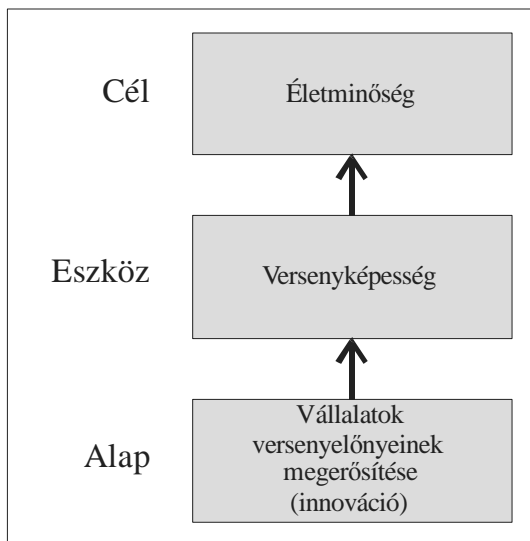 Cél
Életminőség
Eszköz
Versenyképesség
Alap
Vállalatok
versenyelőnyeinek
megerősítése
(innováció)